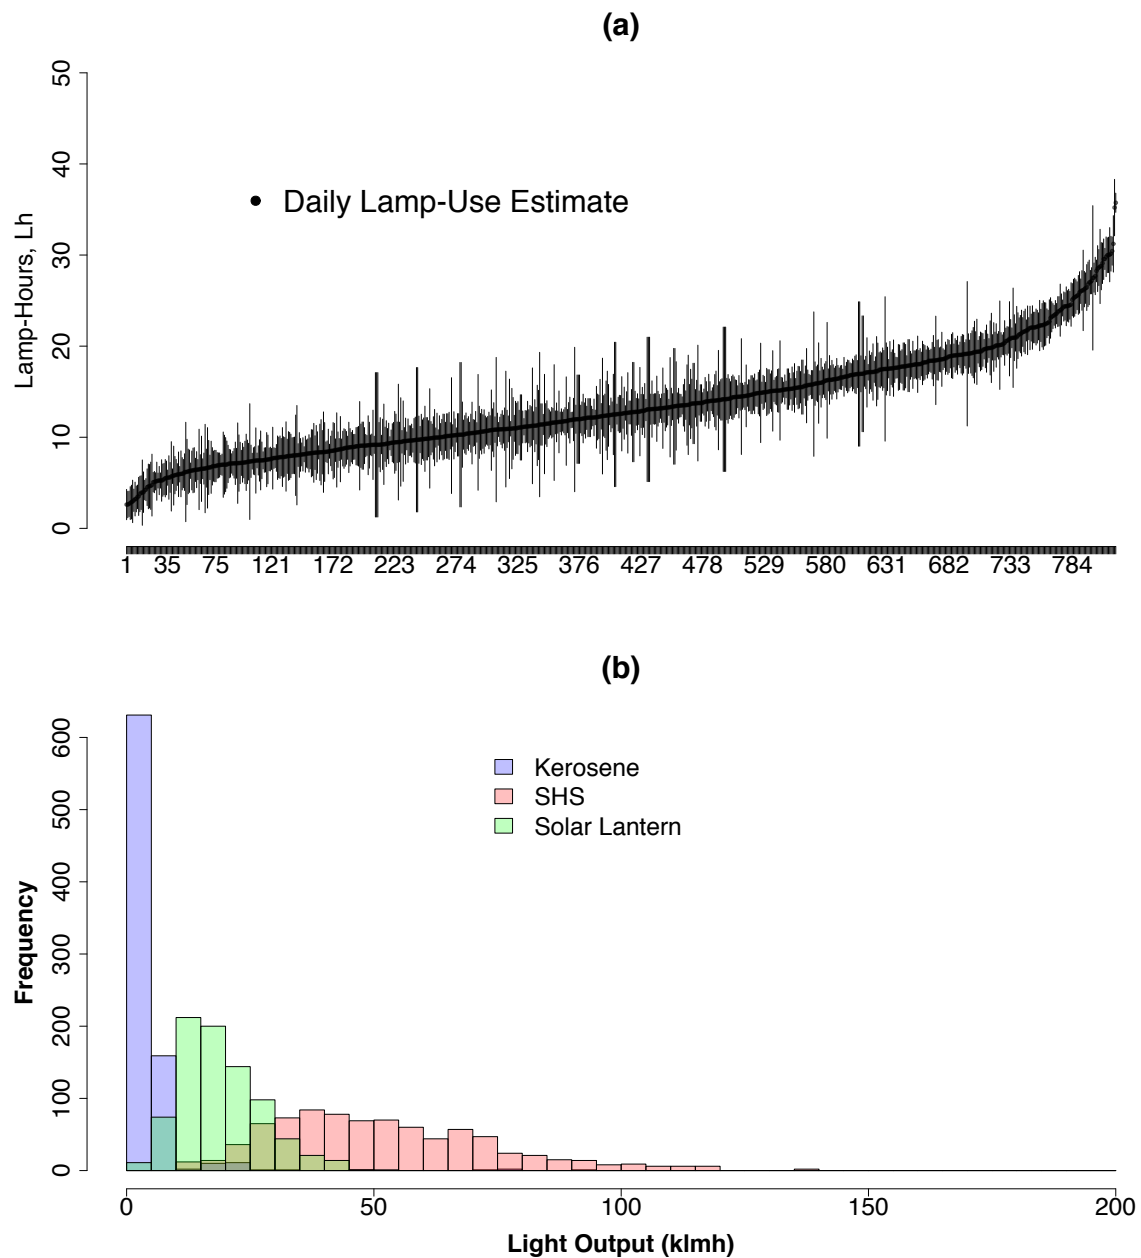 (a)
50
40
30
20
10
0
Lamp-Hours, Lh
Daily Lamp-Use Estimate
1 35 75 121 172 223 274 325 376 427 478 529 580 631 682 733 784
(b)
600
500
400
300
200
100
0
Frequency
Kerosene
SHS
Solar Lantern
0 50 100 150 200
Light Output (klmh)